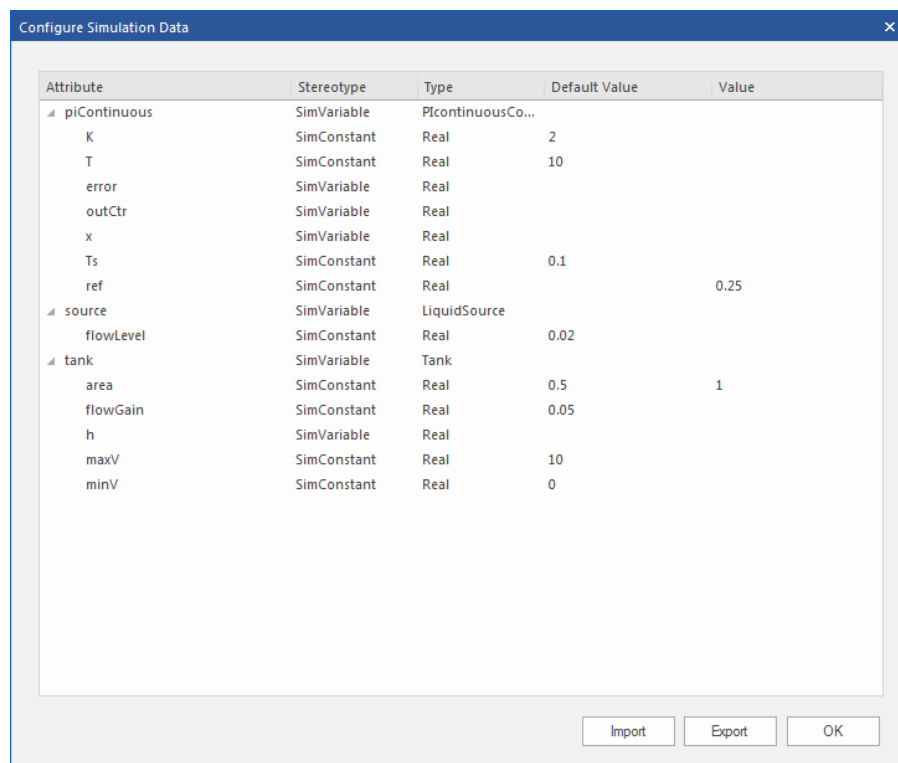 Configure Simulation Data
Attribute Stereotype Type Default Value Value
piContinuous SimVariable PIcontinuousCo...
K SimConstant Real 2
T SimConstant Real 10
error SimVariable Real
outCtr SimVariable Real
x SimVariable Real
Ts SimConstant Real 0.1
ref SimConstant Real 0.25
source SimVariable LiquidSource
flowLevel SimConstant Real 0.02
tank SimVariable Tank
area SimConstant Real 0.5 1
flowGain SimConstant Real 0.05
h SimVariable Real
maxV SimConstant Real 10
minV SimConstant Real 0
Import Export OK